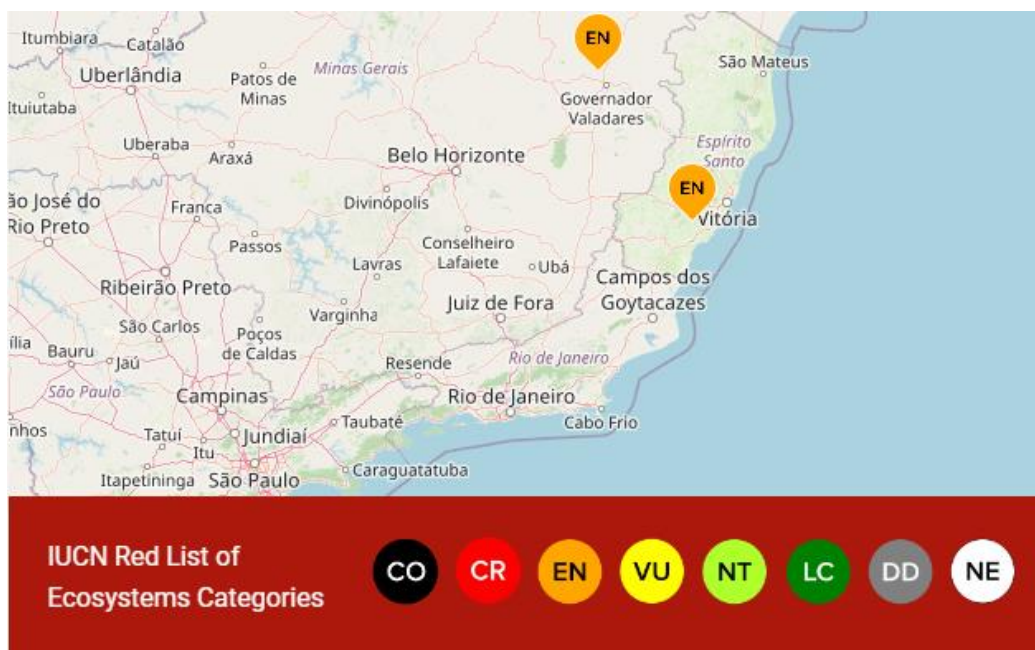 EN
Itumbiara
Catalão
Uberlândia
Patos de
Minas
Minas Gerais
São Mateus
Ituiutaba
Governador
Valadares
Uberaba
Araxá
Belo Horizonte
Espírito
Santo
EN
ão José do
Rio Preto
Franca
Divinópolis
Vitória
Passos
Conselheiro
Lafaiete
Ubá
Lavras
Campos dos
Goytacazes
Ribeirão Preto
Varginha
Juiz de Fora
São Carlos
Poços
de Caldas
ília
Bauru
Jaú
Resende
Rio de Janeiro
São Paulo
Campinas
Rio de Janeiro
Taubaté
Cabo Frio
nhos
Tatuí
Jundiaí
Itu
Itapetininga
São Paulo
Caraguatatuba
IUCN Red List of
Ecosystems Categories
CO CR EN VU NT LC DD NE